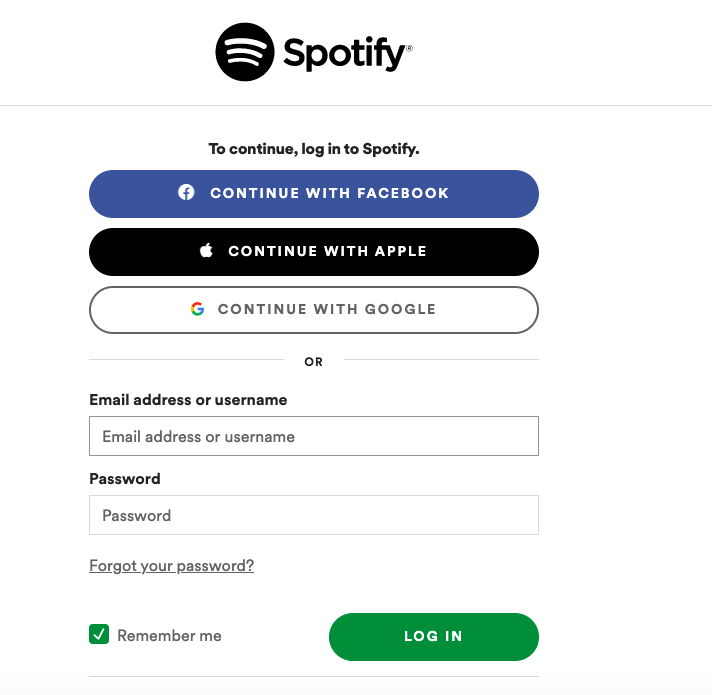 Spotify®
To continue, log in to Spotify.
CONTINUE WITH FACEBOOK
CONTINUE WITH APPLE
CONTINUE WITH GOOGLE
OR
Email address or username
Email address or username
Password
Password
Forgot your password?
Remember me
LOG IN